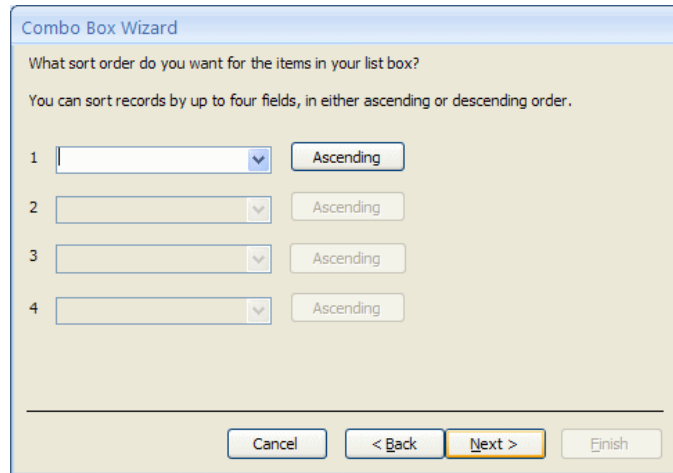 Combo Box Wizard
What sort order do you want for the items in your list box?
You can sort records by up to four fields, in either ascending or descending order.
1 Ascending
2 Ascending
3 Ascending
4 Ascending
Cancel < Back Next > Finish